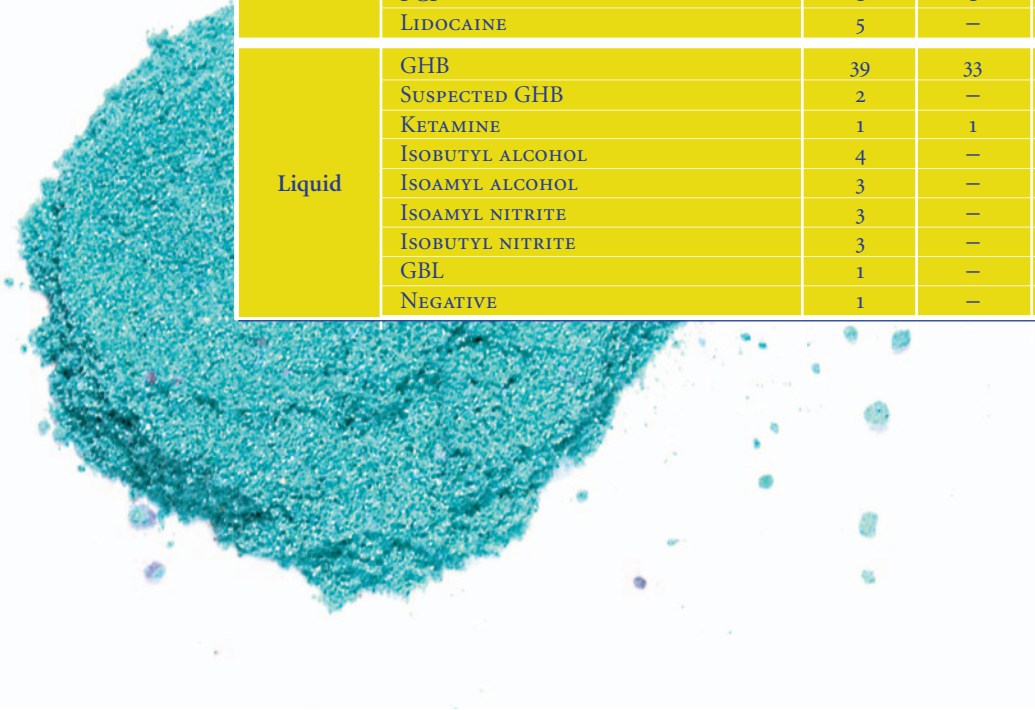 Lidocaine 5 –
GHB 39 33
Suspected GHB 2 –
Ketamine 1 1
Isobutyl alcohol 4 –
Liquid Isoamyl alcohol 3 –
Isoamyl nitrite 3 –
Isobutyl nitrite 3 –
GBL 1 –
Negative 1 –